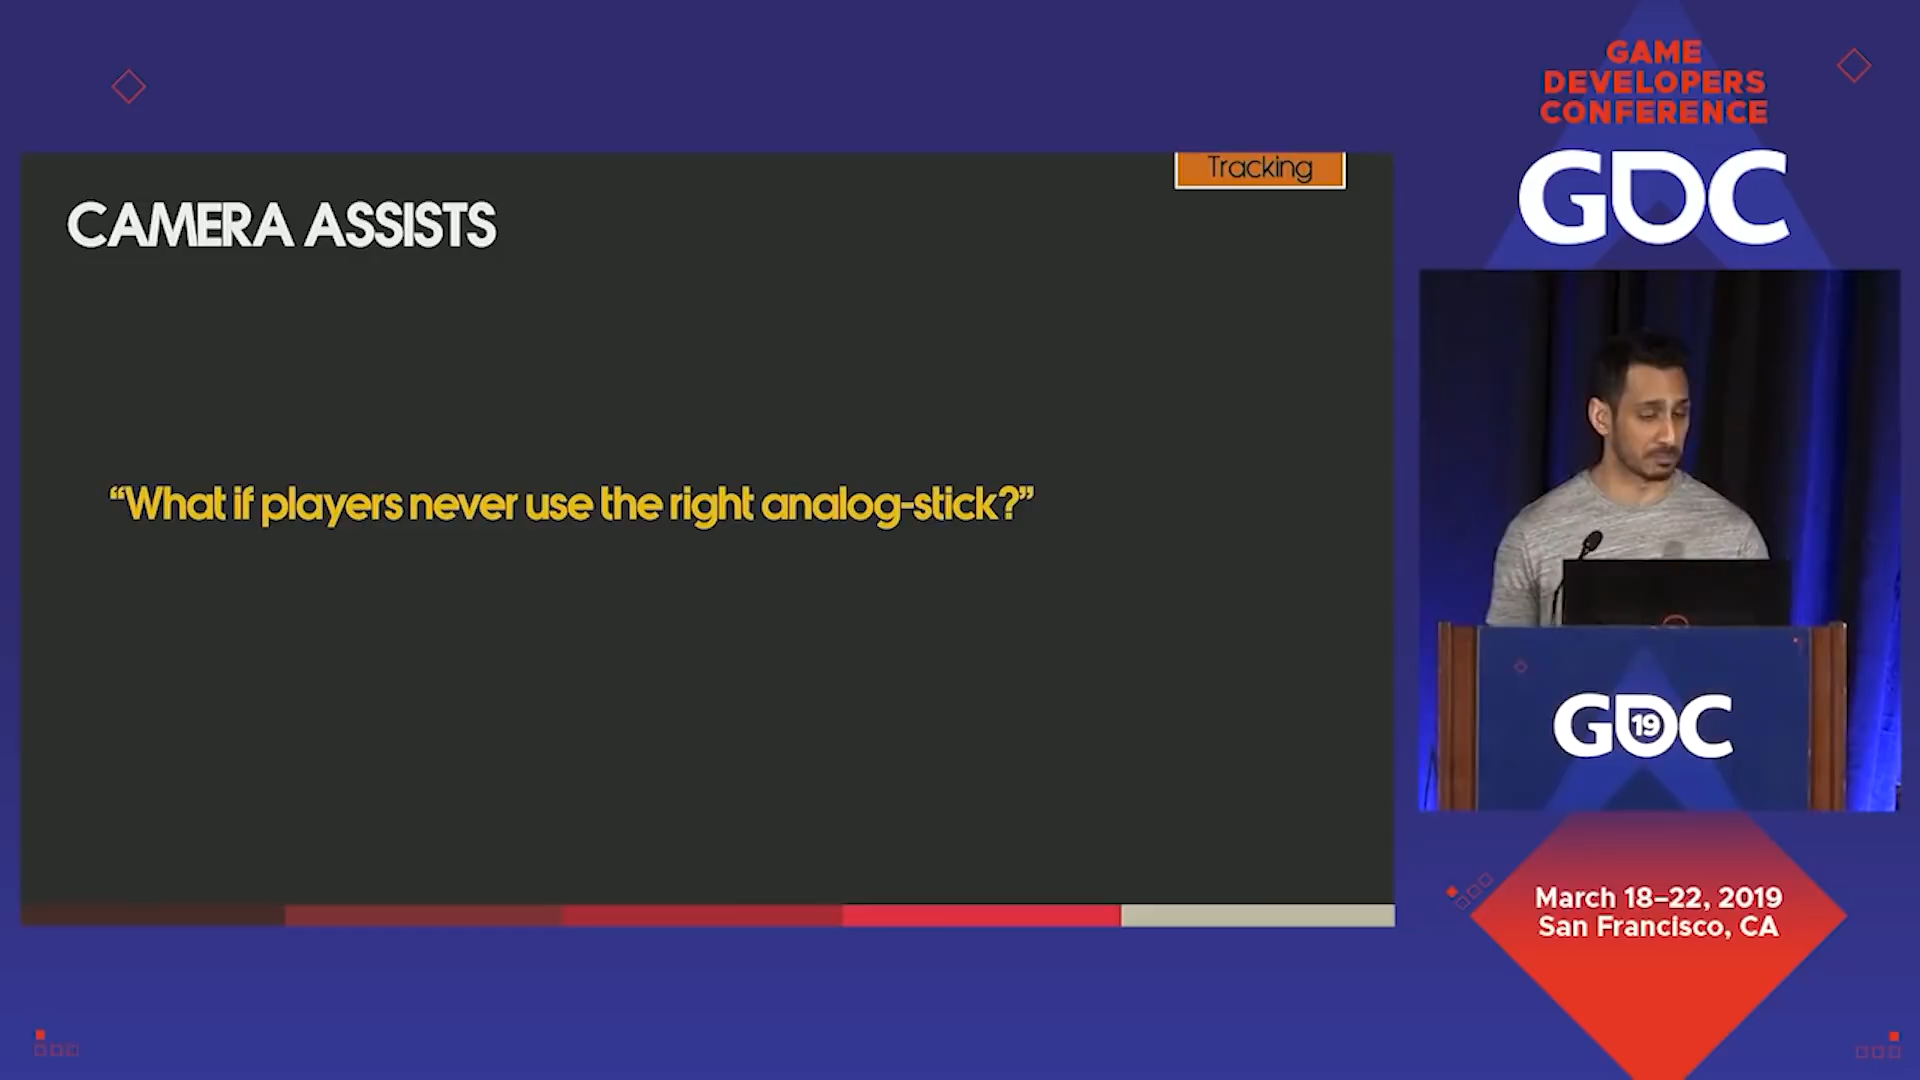 Tracking
CAMERA ASSISTS
“What if players never use the right analog-stick?”
GAME
DEVELOPERS
CONFERENCE
GDC
GDC
19
March 18–22, 2019
San Francisco, CA